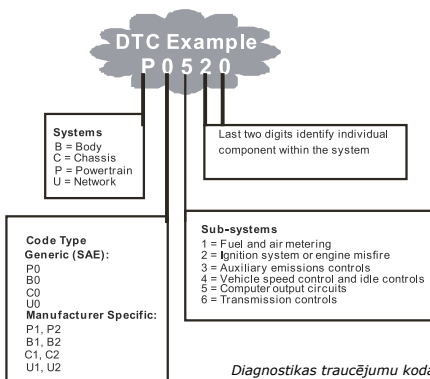 DTC Example
P 0 5 2 0
Systems
B = Body
C = Chassis
P = Powertrain
U = Network
Last two digits identify individual
component within the system
Code Type
Generic (SAE):
P0
B0
C0
U0
Manufacturer Specific:
P1, P2
B1, B2
C1, C2
U1, U2
Sub-systems
1 = Fuel and air metering
2 = Ignition system or engine misfire
3 = Auxiliary emissions controls
4 = Vehicle speed control and idle controls
5 = Computer output circuits
6 = Transmission controls
Diagnostikas traucējumu koda